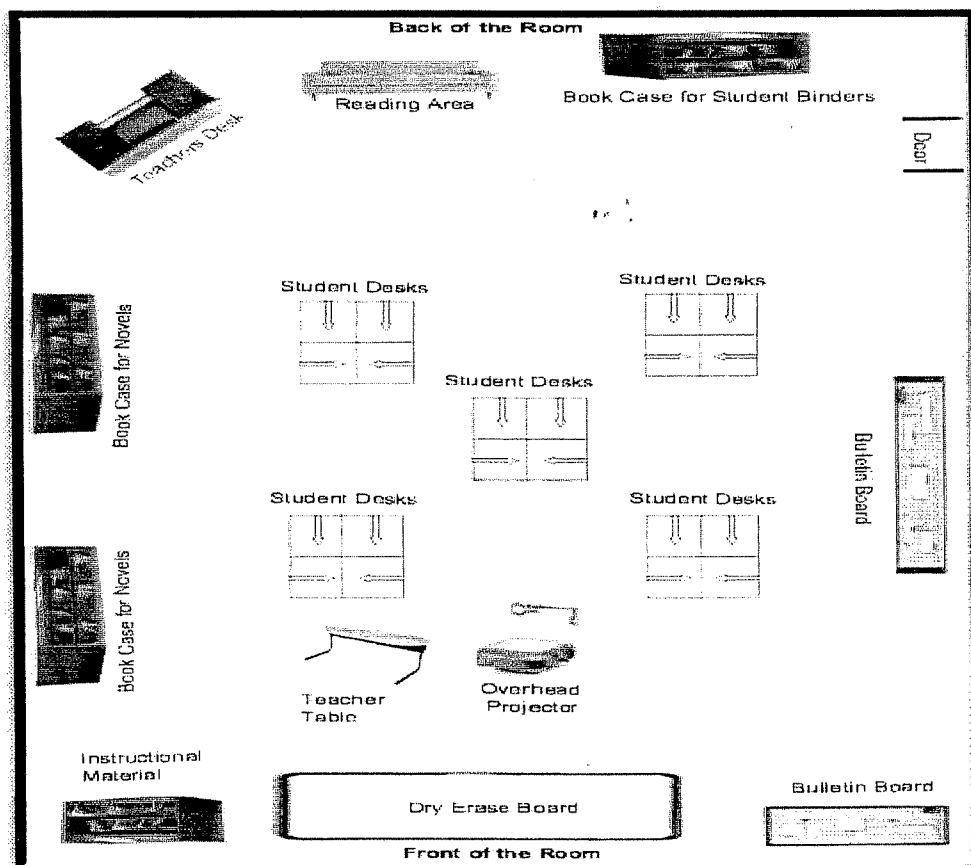 Back of the Room
Reading Area
Book Case for Student Binders
Teachers Desk
Door
Student Desks
Student Desks
Book Case for Novels
Student Desks
Bulletin Board
Student Desks
Student Desks
Book Case for Novels
Teacher
Table
Overhead
Projector
Instructional
Material
Dry Erase Board
Bulletin Board
Front of the Room